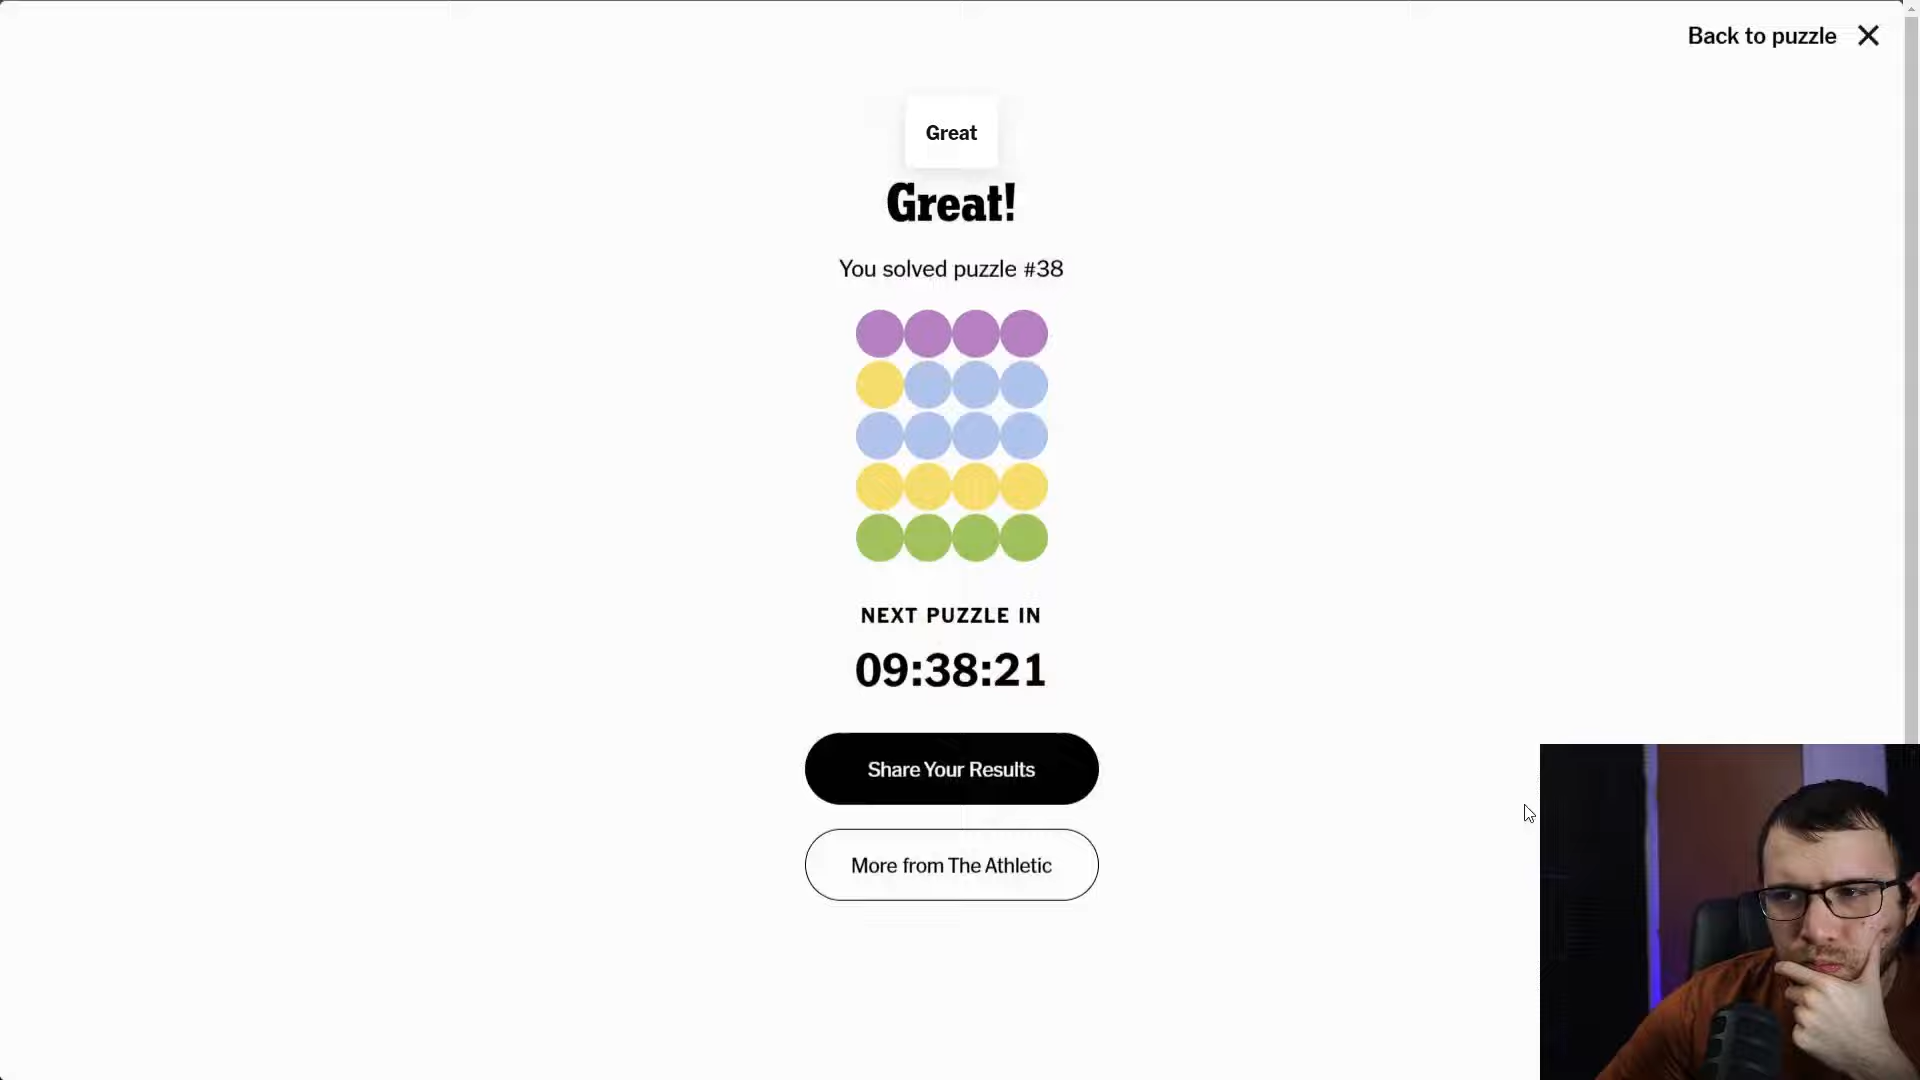 Back to puzzle
Great
Great!
You solved puzzle #38
NEXT PUZZLE IN
09:38:21
Share Your Results
More from The Athletic